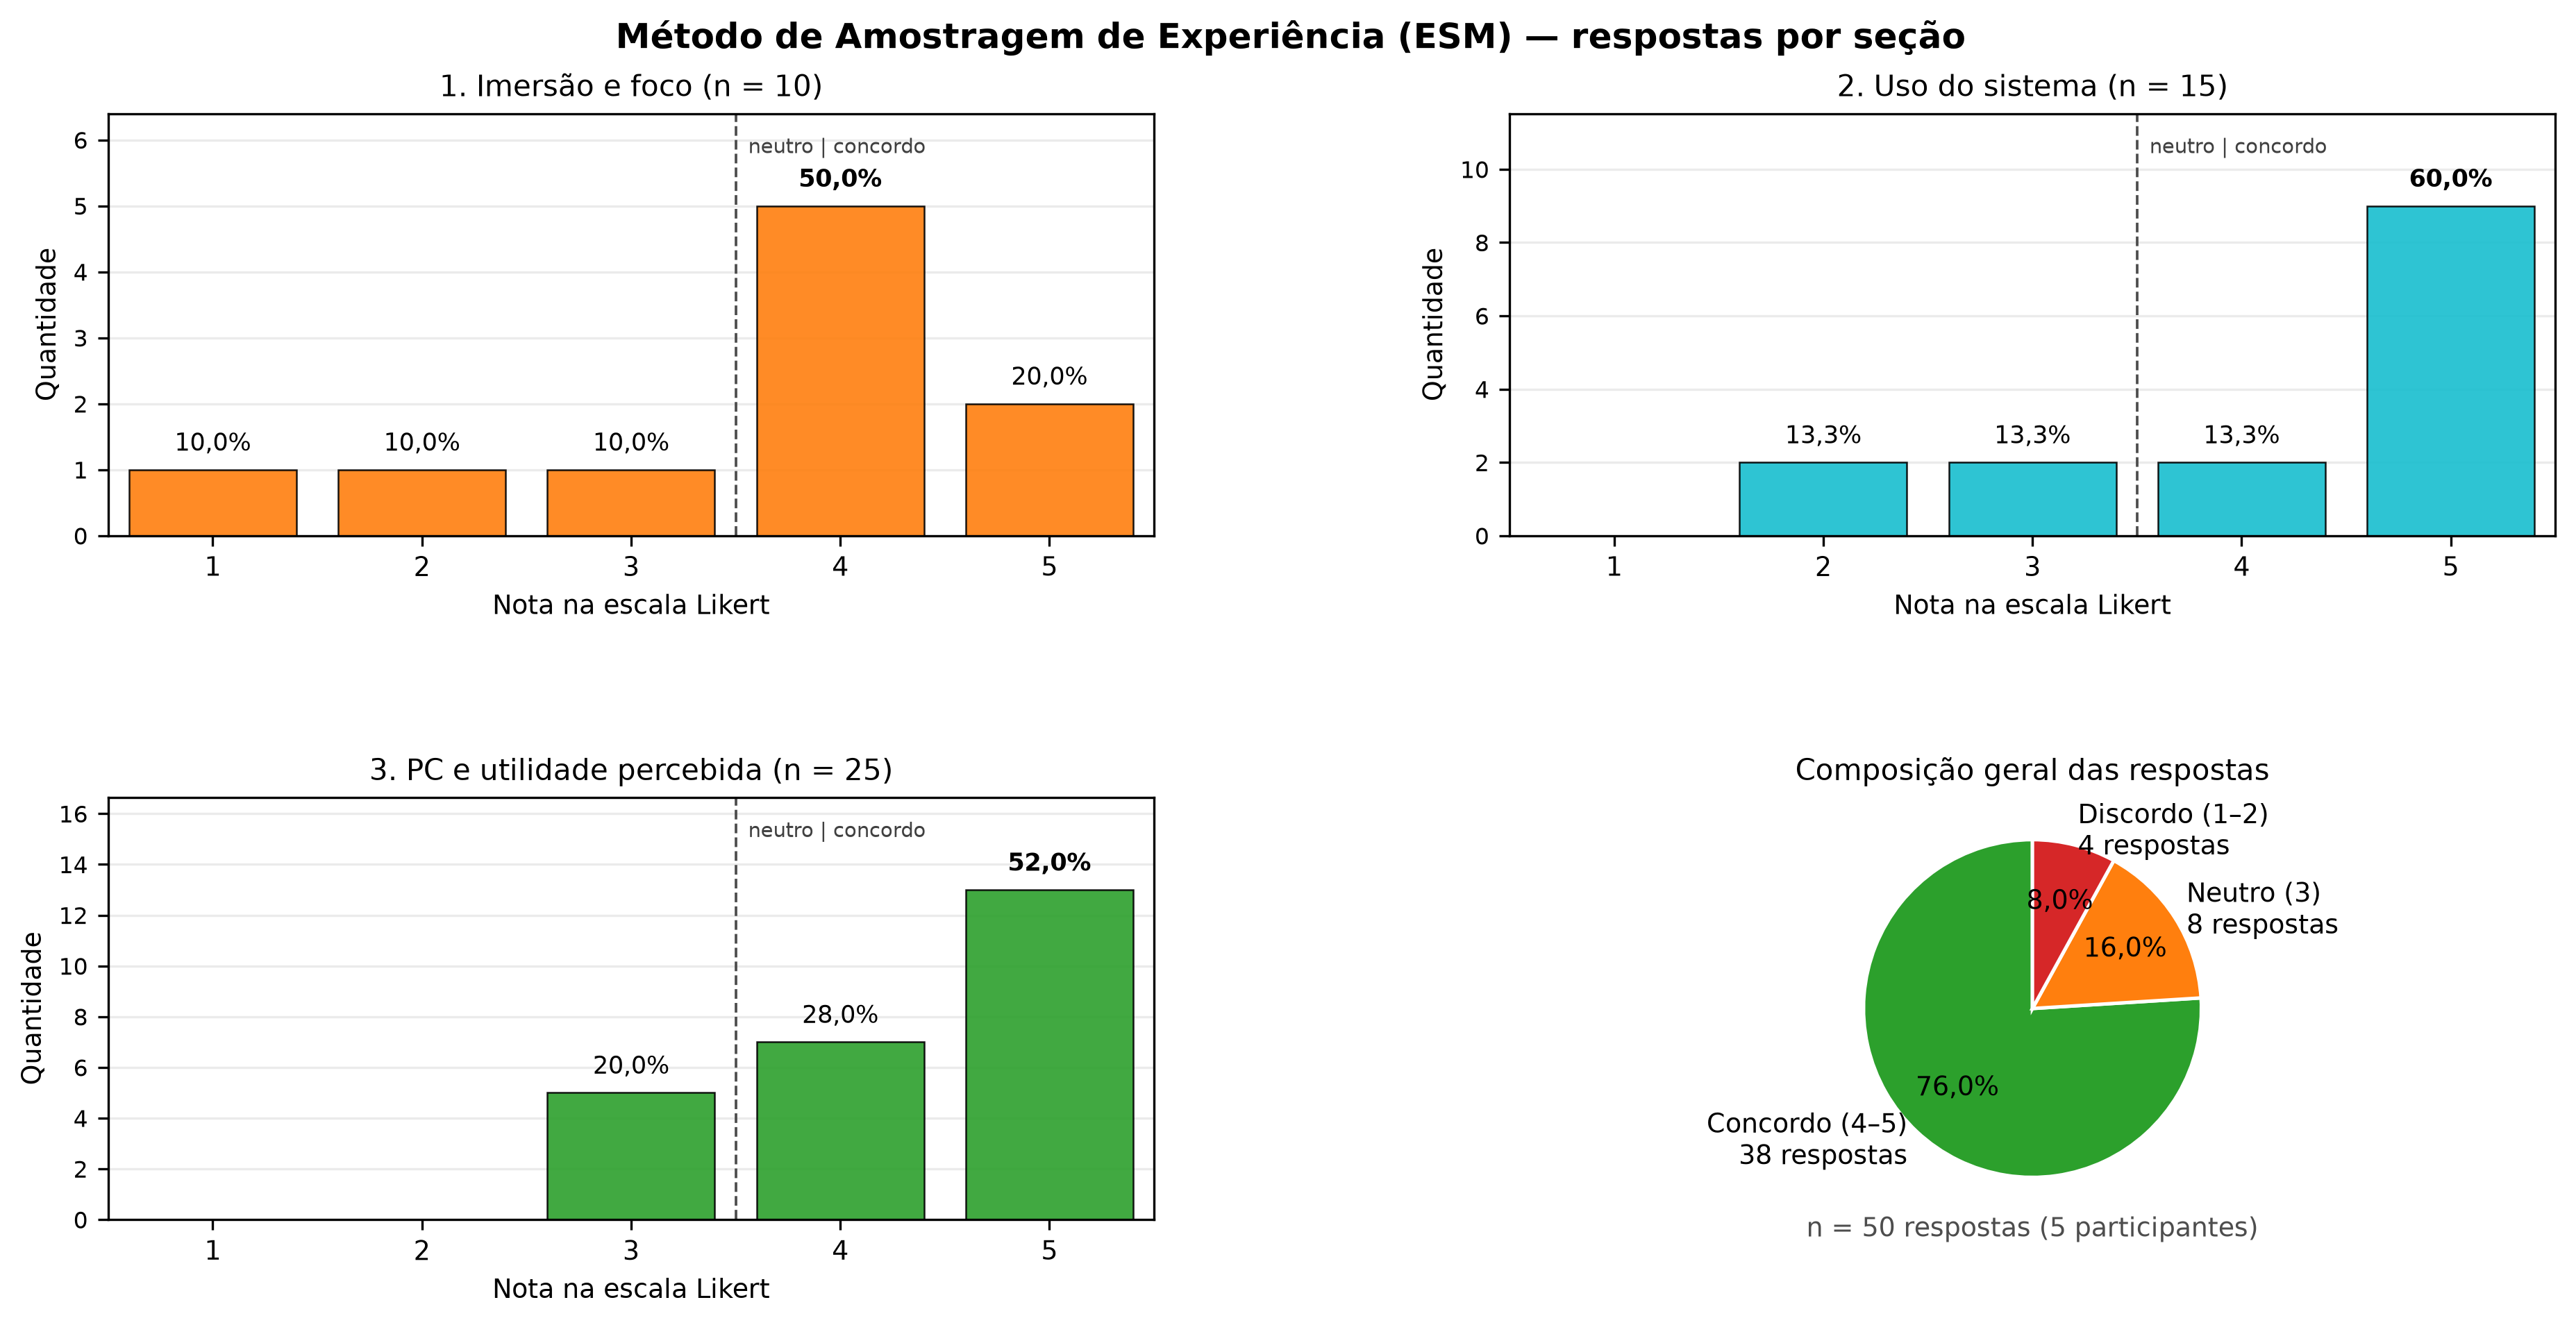 Método de Amostragem de Experiência (ESM) — respostas por seção
1. Imersão e foco (n = 10)
Quantidade
6
5
4
3
2
1
0
neutro | concordo
10,0%
10,0%
10,0%
50,0%
20,0%
1
2
3
4
5
Nota na escala Likert
2. Uso do sistema (n = 15)
Quantidade
10
8
6
4
2
0
neutro | concordo
13,3%
13,3%
13,3%
60,0%
1
2
3
4
5
Nota na escala Likert
3. PC e utilidade percebida (n = 25)
Quantidade
16
14
12
10
8
6
4
2
0
neutro | concordo
20,0%
28,0%
52,0%
1
2
3
4
5
Nota na escala Likert
Composição geral das respostas
Discordo (1–2)
4 respostas
8,0%
Neutro (3)
8 respostas
16,0%
76,0%
Concordo (4–5)
38 respostas
n = 50 respostas (5 participantes)